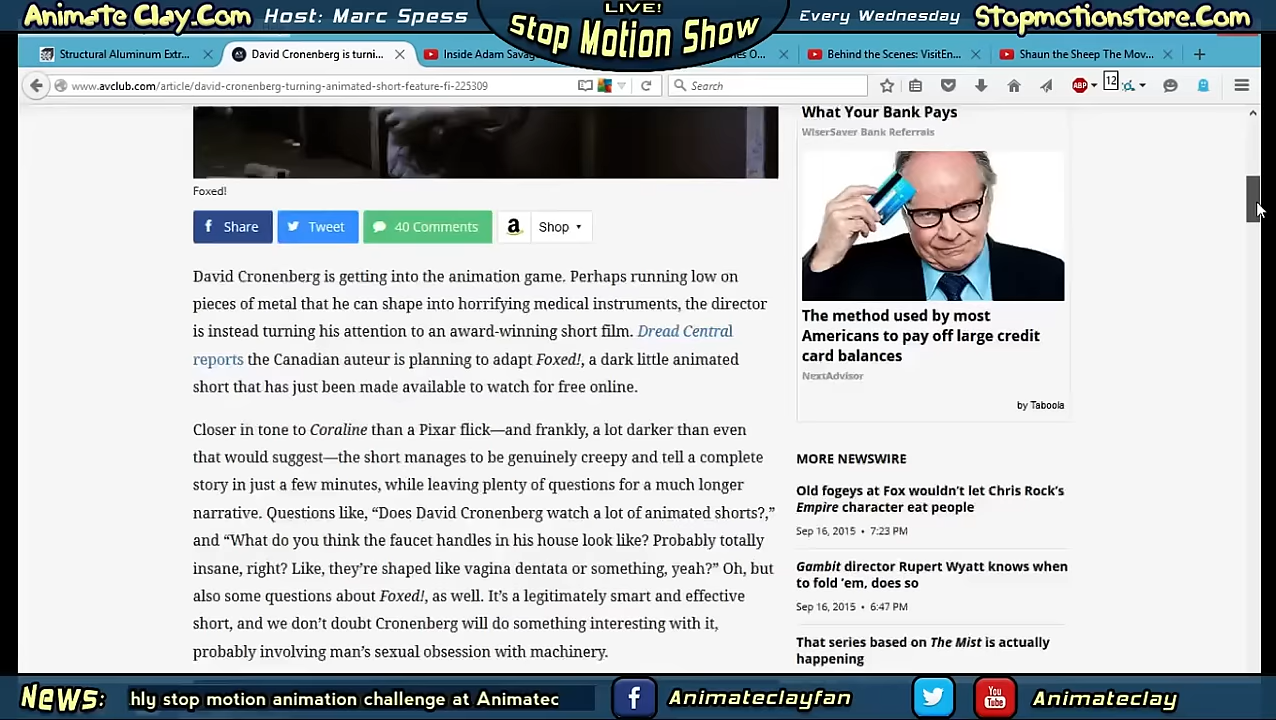 Animate Clay.Com
Host: Marc Spess
LIVE!
Stop Motion Show
Every Wednesday
Stopmotionstore.Com
Structural Aluminum Extr...
David Cronenberg is turni...
Inside Adam Savag
es O...
Behind the Scenes: VisitEn...
Shaun the Sheep The Mov...
www.avclub.com/article/david-cronenberg-turning-animated-short-feature-fi-225309
Search
ABP
12
Foxed!
Share
Tweet
40 Comments
a
Shop
David Cronenberg is getting into the animation game. Perhaps running low on
pieces of metal that he can shape into horrifying medical instruments, the director
is instead turning his attention to an award-winning short film. Dread Central
reports the Canadian auteur is planning to adapt Foxed!, a dark little animated
short that has just been made available to watch for free online.
Closer in tone to Coraline than a Pixar flick—and frankly, a lot darker than even
that would suggest—the short manages to be genuinely creepy and tell a complete
story in just a few minutes, while leaving plenty of questions for a much longer
narrative. Questions like, “Does David Cronenberg watch a lot of animated shorts?,”
and “What do you think the faucet handles in his house look like? Probably totally
insane, right? Like, they’re shaped like vagina dentata or something, yeah?” Oh, but
also some questions about Foxed!, as well. It’s a legitimately smart and effective
short, and we don’t doubt Cronenberg will do something interesting with it,
probably involving man’s sexual obsession with machinery.
What Your Bank Pays
WiserSaver Bank Referrals
The method used by most
Americans to pay off large credit
card balances
NextAdvisor
by Taboola
MORE NEWSWIRE
Old fogeys at Fox wouldn’t let Chris Rock’s
Empire character eat people
Sep 16, 2015 • 7:23 PM
Gambit director Rupert Wyatt knows when
to fold ’em, does so
Sep 16, 2015 • 6:47 PM
That series based on The Mist is actually
happening
News:
hly stop motion animation challenge at Animatec
Animateclayfan
You
Tube
Animateclay